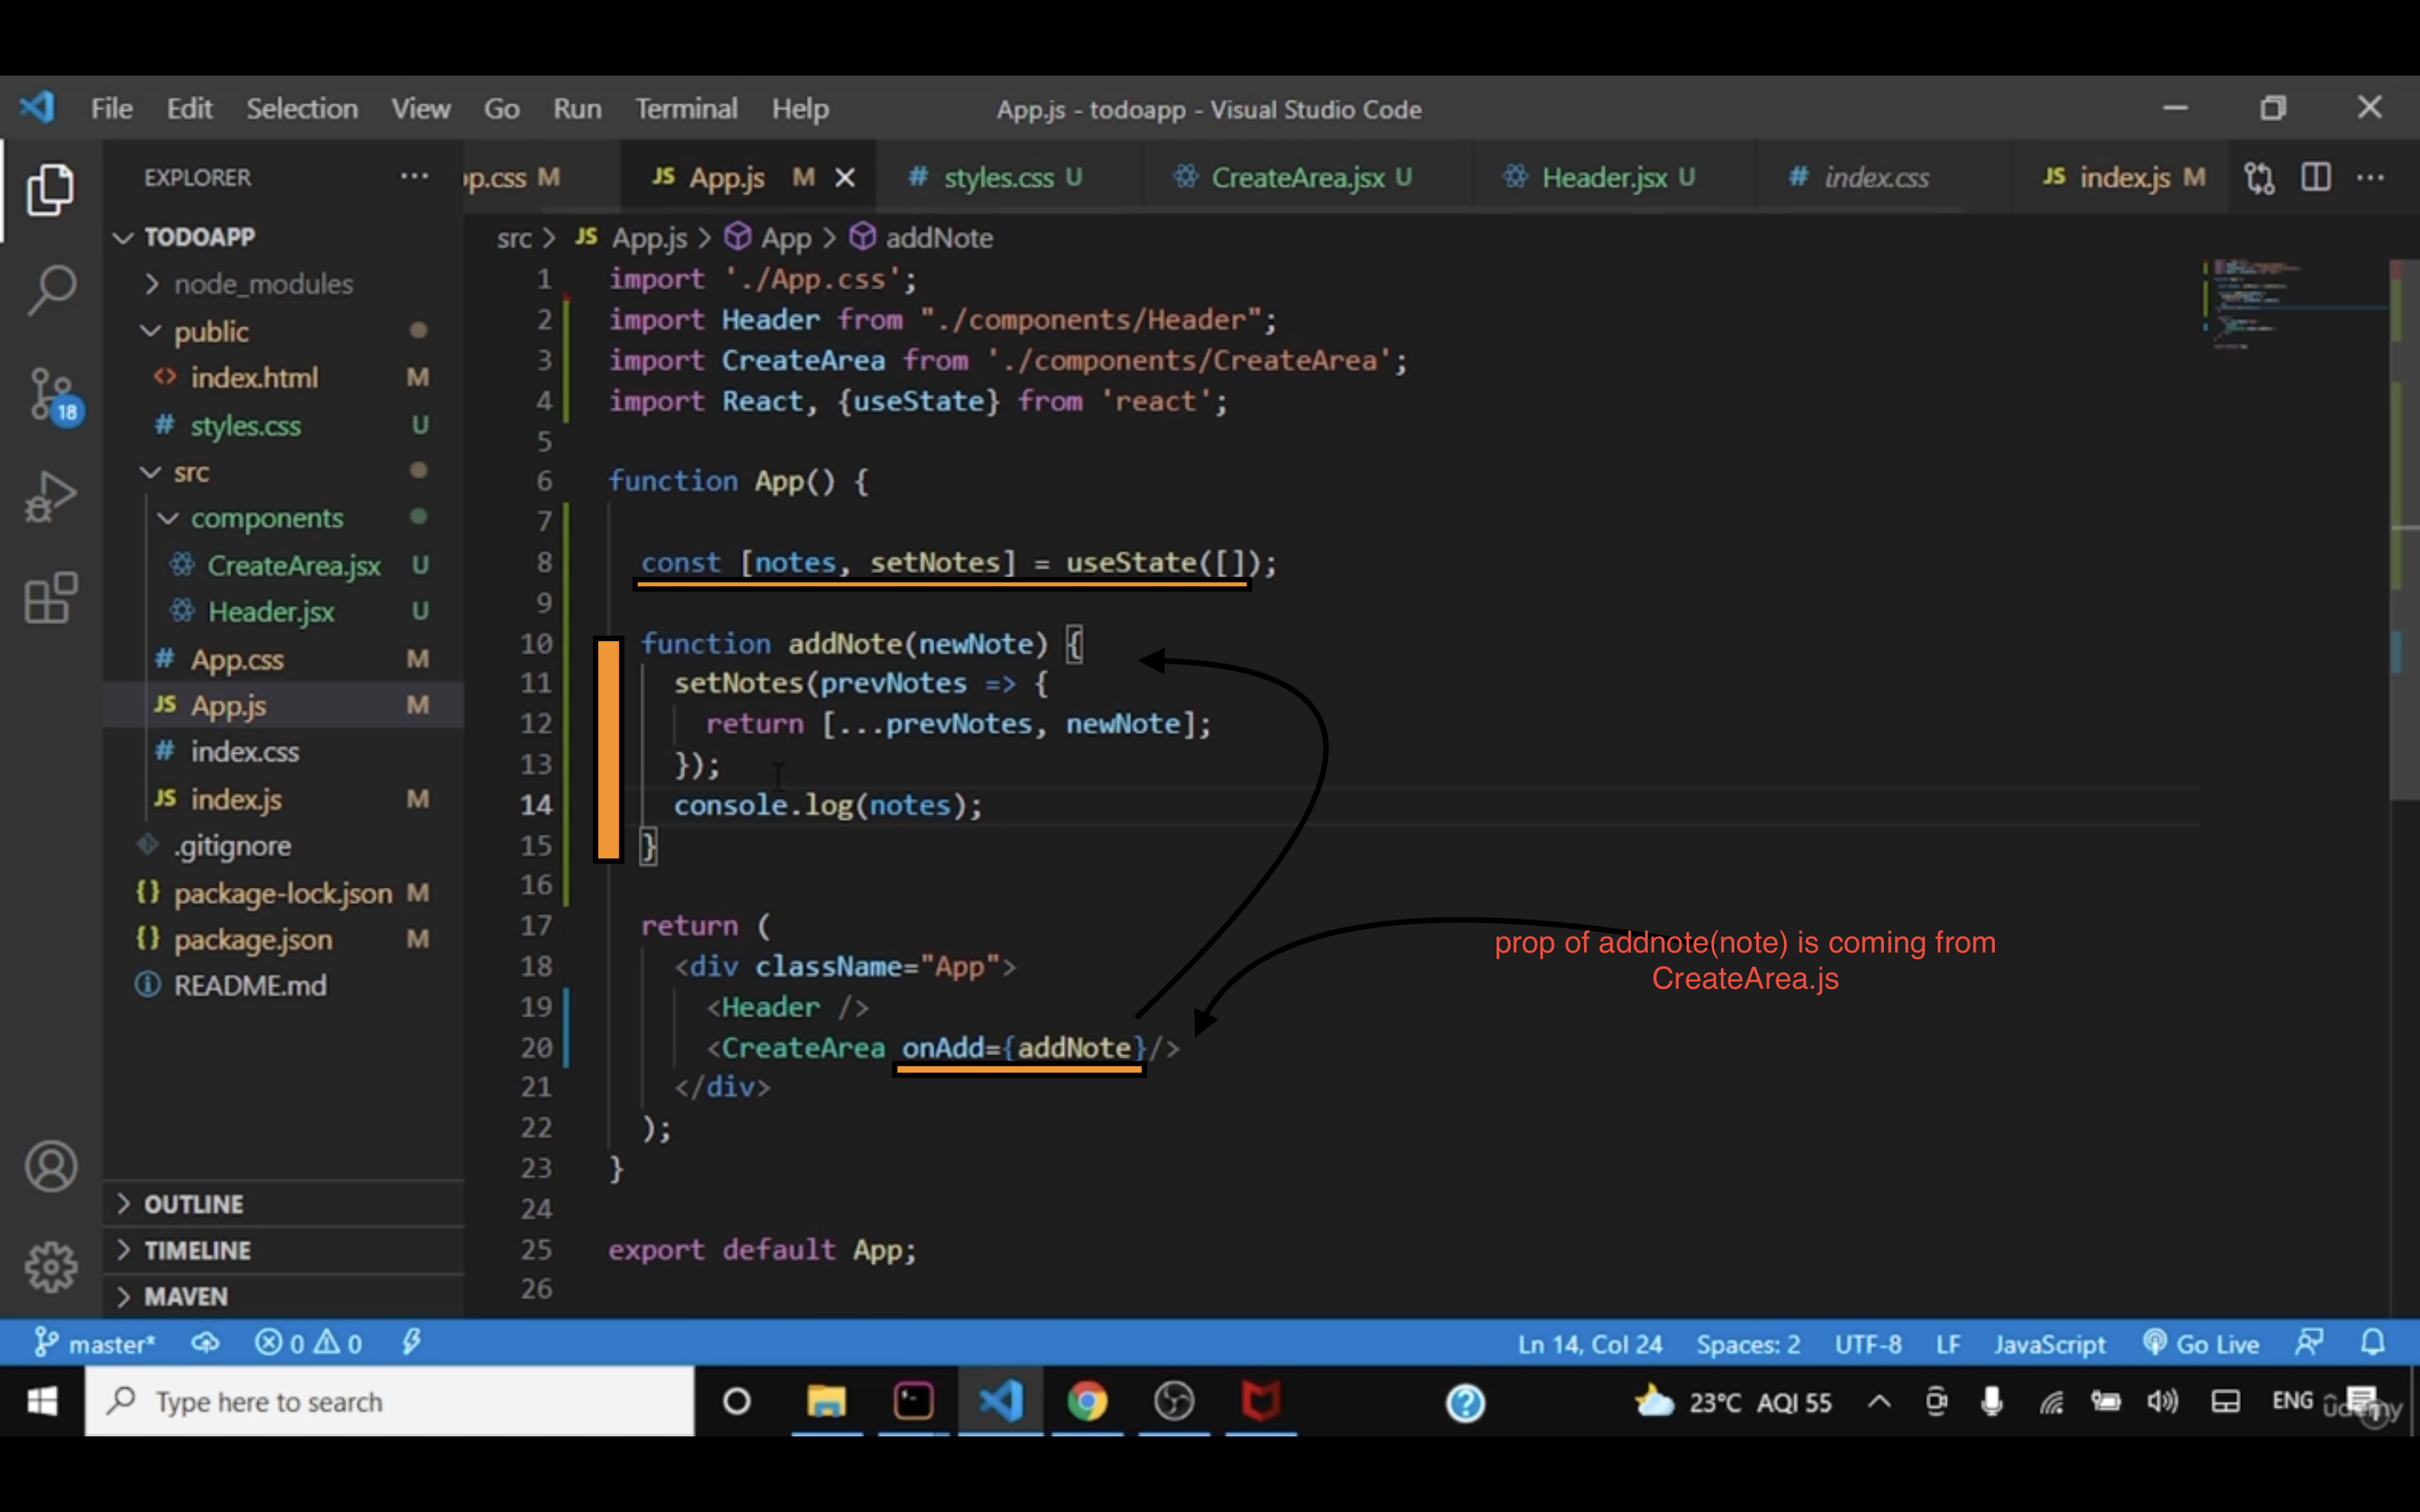 File Edit Selection View Go Run Terminal Help App.js - todoapp - Visual Studio Code
EXPLORER
pp.css M JS App.js M # styles.css U CreateArea.jsx U Header.jsx U # index.css JS index.js M
TODOAPP
node_modules
public
<> index.html M
# styles.css U
src
components
CreateArea.jsx U
Header.jsx U
# App.css M
JS App.js M
# index.css
JS index.js M
.gitignore
{} package-lock.json M
{} package.json M
README.md
OUTLINE
TIMELINE
MAVEN
18
src > JS App.js > App > addNote
1 import './App.css';
2 import Header from "./components/Header";
3 import CreateArea from './components/CreateArea';
4 import React, {useState} from 'react';
5
6 function App() {
7
8 const [notes, setNotes] = useState([]);
9
10 function addNote(newNote) {
11 setNotes(prevNotes => {
12 return [...prevNotes, newNote];
13 });
14 console.log(notes);
15 }
16
17 return (
18 <div className="App">
19 <Header />
20 <CreateArea onAdd={addNote}/>
21 </div>
22 );
23 }
24
25 export default App;
26
prop of addnote(note) is coming from
CreateArea.js
master* 0 0 Ln 14, Col 24 Spaces: 2 UTF-8 LF JavaScript Go Live
Type here to search 23°C AQI 55 ENG
ûdemy